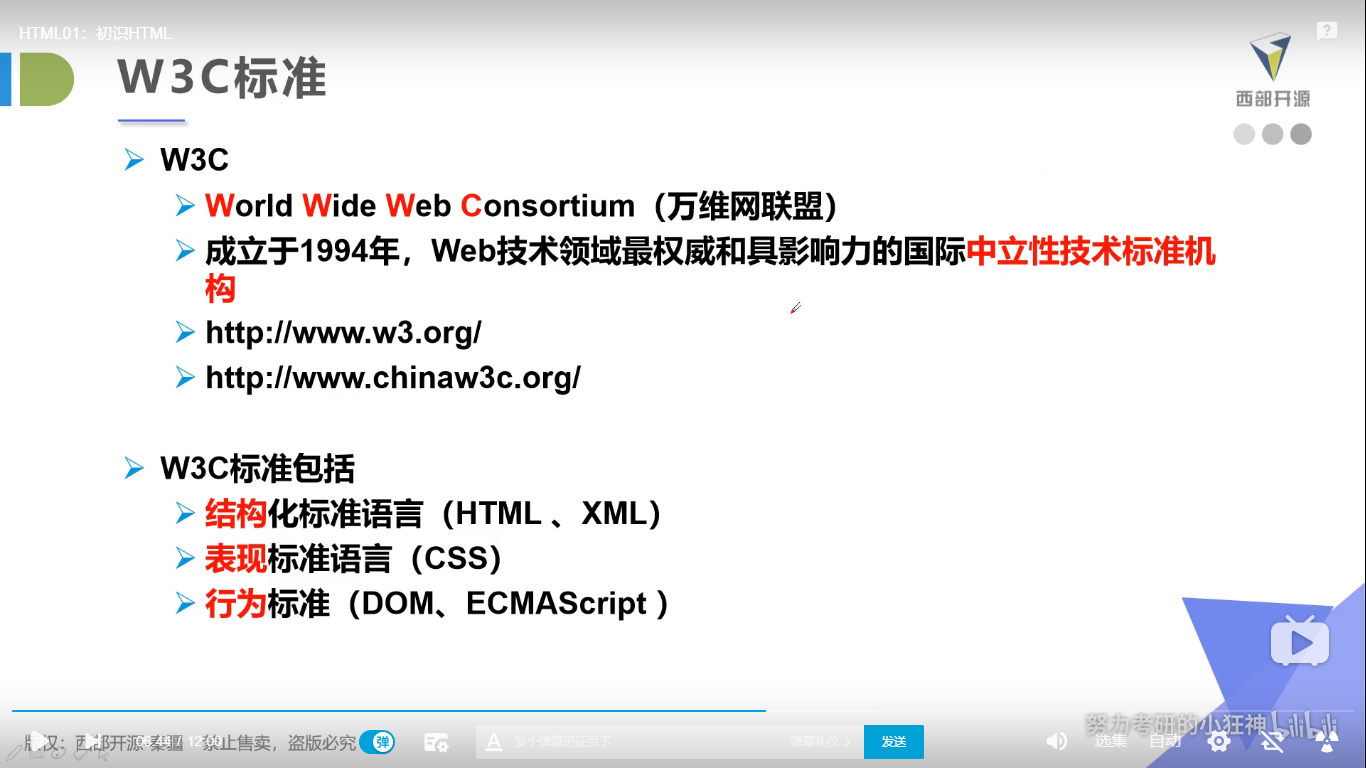 HTML01：初识HTML
W3C标准
西部开源
W3C
World Wide Web Consortium（万维网联盟）
成立于1994年，Web技术领域最权威和具影响力的国际中立性技术标准机
构
http://www.w3.org/
http://www.chinaw3c.org/
W3C标准包括
结构化标准语言（HTML 、XML）
表现标准语言（CSS）
行为标准（DOM、ECMAScript ）
努力考研的小狂神 bilibili
版权：西部开源 秦疆 禁止售卖，盗版必究
弹
发个弹幕见证当下
弹幕礼仪
发送
选集
自动